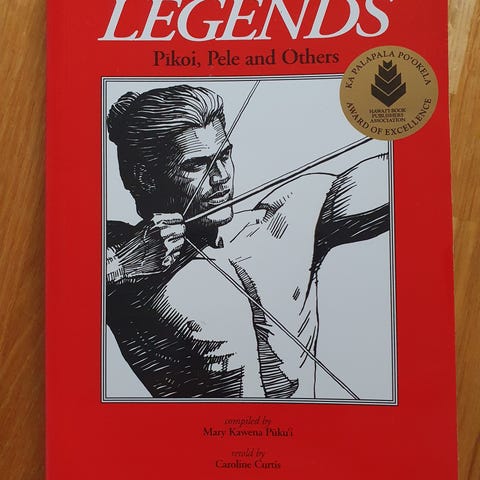 LEGENDS
Pīkoi, Pele and Others
KA PALAPALA PO'OKELA
HAWAI'I BOOK
PUBLISHERS
ASSOCIATION
AWARD OF EXCELLENCE
compiled by
Mary Kawena Pūku'i
retold by
Caroline Curtis